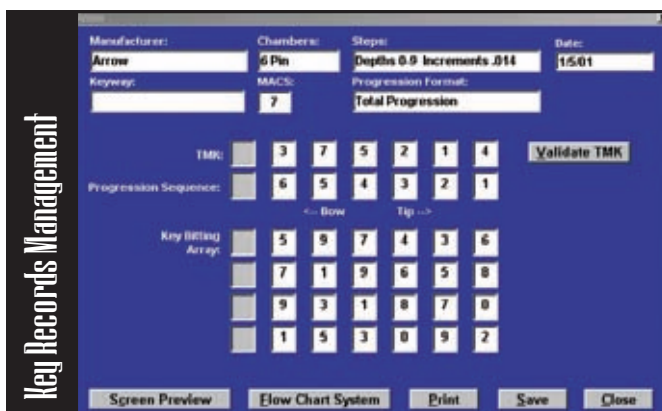 Key Records Management
Manufacturer: Chambers: Steps: Date:
Arrow 6 Pin Depths 0-9 Increments .014 1/5/01
Keyway: MACS: Progression Format:
7 Total Progression
TMK: 3 7 5 2 1 4 Validate TMK
Progression Sequence: 6 5 4 3 2 1
<-- Bow Tip -->
Key Bitting Array: 5 9 7 4 3 6
7 1 9 6 5 8
9 3 1 8 7 0
1 5 3 0 9 2
Screen Preview Flow Chart System Print Save Close